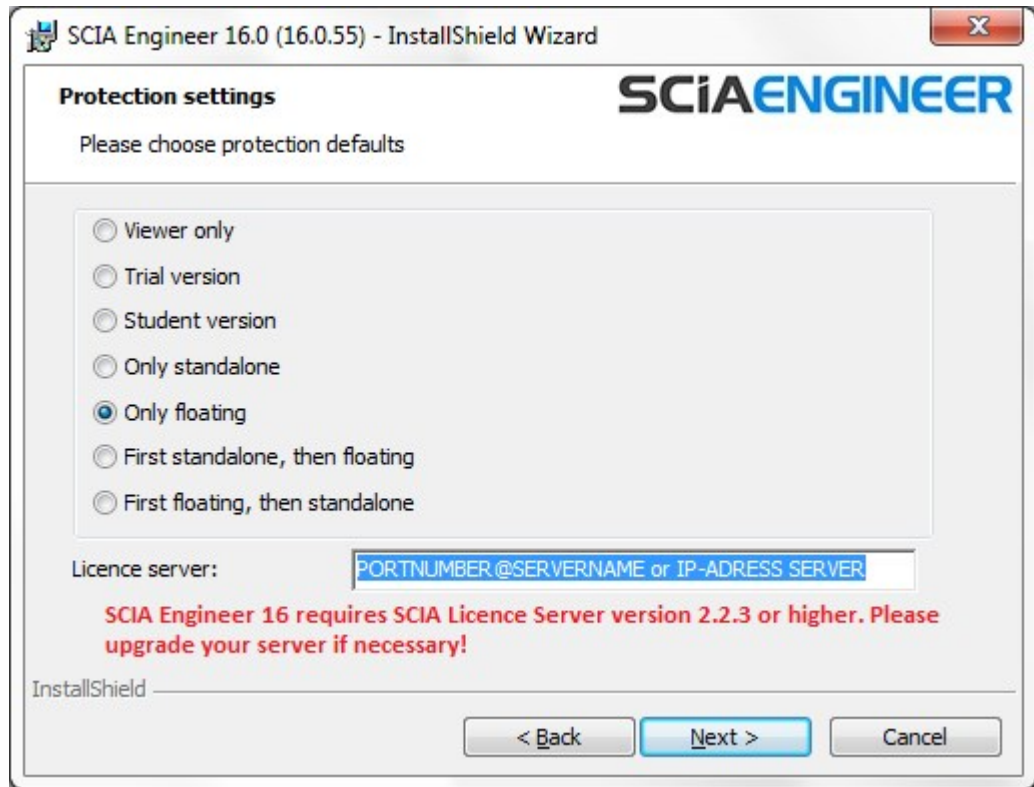 SCIA Engineer 16.0 (16.0.55) - InstallShield Wizard
Protection settings
SCiAENGINEER
Please choose protection defaults
Viewer only
Trial version
Student version
Only standalone
Only floating
First standalone, then floating
First floating, then standalone
Licence server:
PORTNUMBER@SERVERNAME or IP-ADRESS SERVER
SCIA Engineer 16 requires SCIA Licence Server version 2.2.3 or higher. Please
upgrade your server if necessary!
InstallShield
< Back
Next >
Cancel